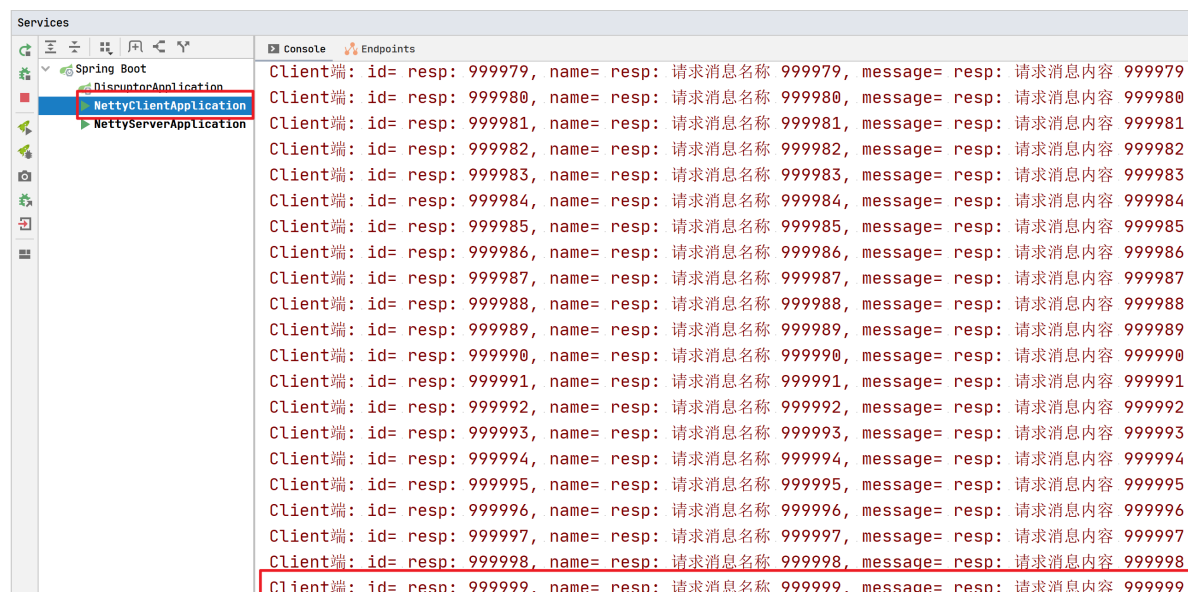 Services
Console
Endpoints
Spring Boot
DisruptorApplication
NettyClientApplication
NettyServerApplication
Client端: id= resp: 999979, name= resp: 请求消息名称 999979, message= resp: 请求消息内容 999979
Client端: id= resp: 999980, name= resp: 请求消息名称 999980, message= resp: 请求消息内容 999980
Client端: id= resp: 999981, name= resp: 请求消息名称 999981, message= resp: 请求消息内容 999981
Client端: id= resp: 999982, name= resp: 请求消息名称 999982, message= resp: 请求消息内容 999982
Client端: id= resp: 999983, name= resp: 请求消息名称 999983, message= resp: 请求消息内容 999983
Client端: id= resp: 999984, name= resp: 请求消息名称 999984, message= resp: 请求消息内容 999984
Client端: id= resp: 999985, name= resp: 请求消息名称 999985, message= resp: 请求消息内容 999985
Client端: id= resp: 999986, name= resp: 请求消息名称 999986, message= resp: 请求消息内容 999986
Client端: id= resp: 999987, name= resp: 请求消息名称 999987, message= resp: 请求消息内容 999987
Client端: id= resp: 999988, name= resp: 请求消息名称 999988, message= resp: 请求消息内容 999988
Client端: id= resp: 999989, name= resp: 请求消息名称 999989, message= resp: 请求消息内容 999989
Client端: id= resp: 999990, name= resp: 请求消息名称 999990, message= resp: 请求消息内容 999990
Client端: id= resp: 999991, name= resp: 请求消息名称 999991, message= resp: 请求消息内容 999991
Client端: id= resp: 999992, name= resp: 请求消息名称 999992, message= resp: 请求消息内容 999992
Client端: id= resp: 999993, name= resp: 请求消息名称 999993, message= resp: 请求消息内容 999993
Client端: id= resp: 999994, name= resp: 请求消息名称 999994, message= resp: 请求消息内容 999994
Client端: id= resp: 999995, name= resp: 请求消息名称 999995, message= resp: 请求消息内容 999995
Client端: id= resp: 999996, name= resp: 请求消息名称 999996, message= resp: 请求消息内容 999996
Client端: id= resp: 999997, name= resp: 请求消息名称 999997, message= resp: 请求消息内容 999997
Client端: id= resp: 999998, name= resp: 请求消息名称 999998, message= resp: 请求消息内容 999998
Client端: id= resp: 999999, name= resp: 请求消息名称 999999, message= resp: 请求消息内容 999999